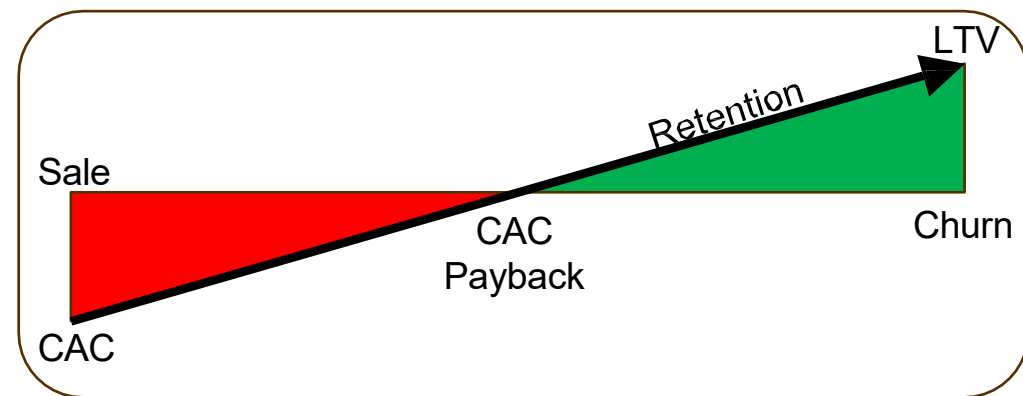 LTV
Retention
Sale
CAC
Payback
Churn
CAC